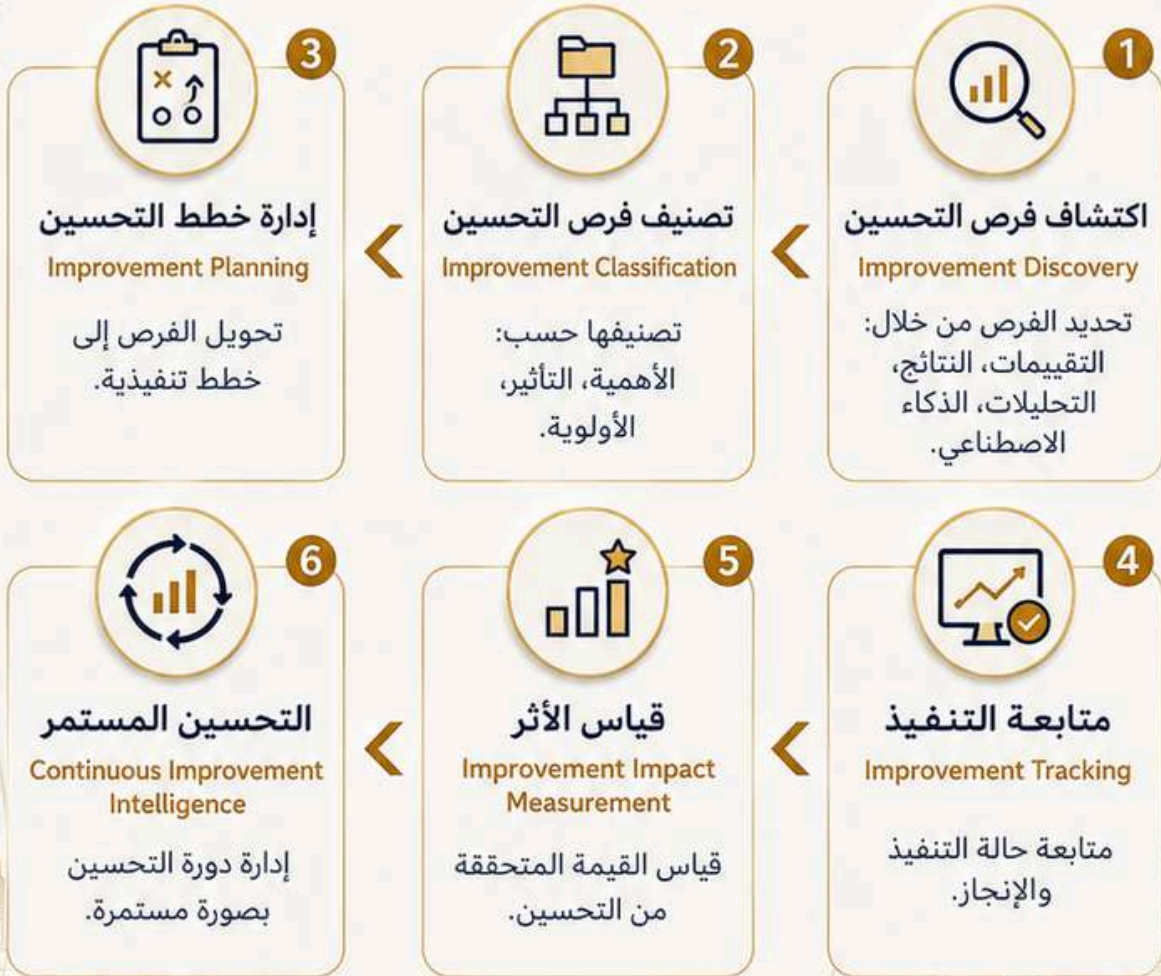 1
اكتشاف فرص التحسين
Improvement Discovery
تحديد الفرص من خلال:
التقييمات، النتائج،
التحليلات، الذكاء
الاصطناعي.
2
تصنيف فرص التحسين
Improvement Classification
تصنيفها حسب:
الأهمية، التأثير،
الأولوية.
3
إدارة خطط التحسين
Improvement Planning
تحويل الفرص إلى
خطط تنفيذية.
4
متابعة التنفيذ
Improvement Tracking
متابعة حالة التنفيذ
والإنجاز.
5
قياس الأثر
Improvement Impact
Measurement
قياس القيمة المتحققة
من التحسين.
6
التحسين المستمر
Continuous Improvement
Intelligence
إدارة دورة التحسين
بصورة مستمرة.